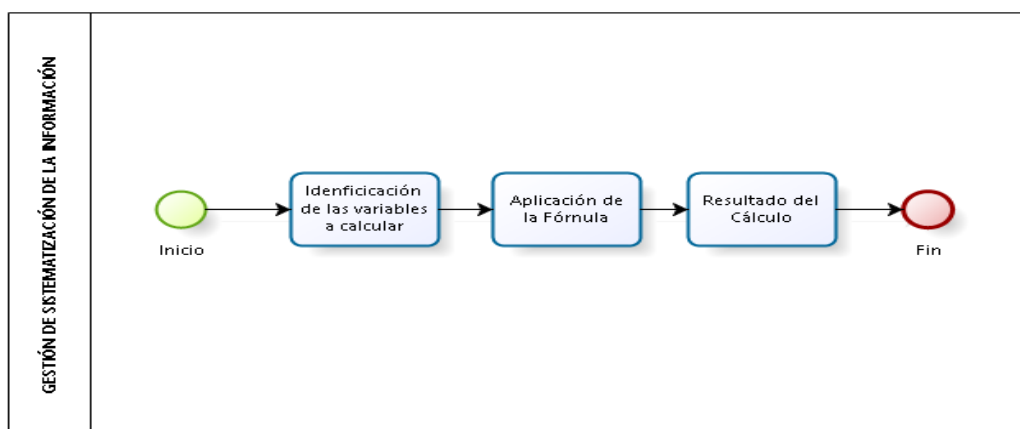 GESTIÓN DE SISTEMATIZACIÓN DE LA INFORMACIÓN
Inicio
Idenficicación
de las variables
a calcular
Aplicación de
la Fórnula
Resultado del
Cálculo
Fin